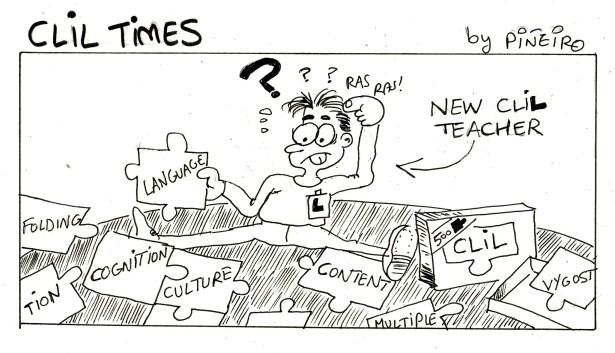 CLIL TIMES
by PIÑEIRO
? ? ?
RAS
RAS!
NEW CLIL
TEACHER
LANGUAGE
L
FOLDING
COGNITION
CULTURE
CONTENT
500
CLIL
VYGOST
TION
MULTIPLE